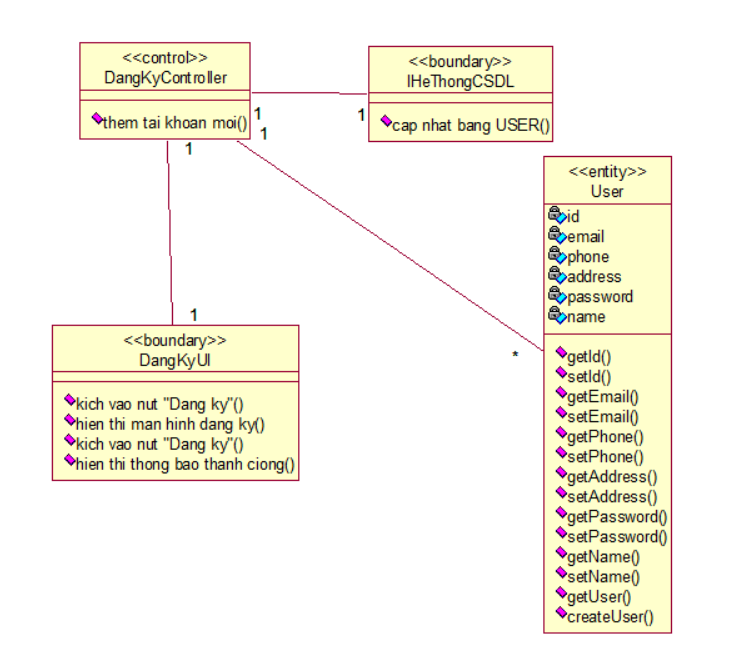 <<control>>
DangKyController
them tai khoan moi()
<<boundary>>
IHeThongCSDL
cap nhat bang USER()
1
1
1
1
<<entity>>
User
id
email
phone
address
password
name
getId()
setId()
getEmail()
setEmail()
getPhone()
setPhone()
getAddress()
setAddress()
getPassword()
setPassword()
getName()
setName()
getUser()
createUser()
*
1
<<boundary>>
DangKyUI
kich vao nut "Dang ky"()
hien thi man hinh dang ky()
kich vao nut "Dang ky"()
hien thi thong bao thanh ciong()